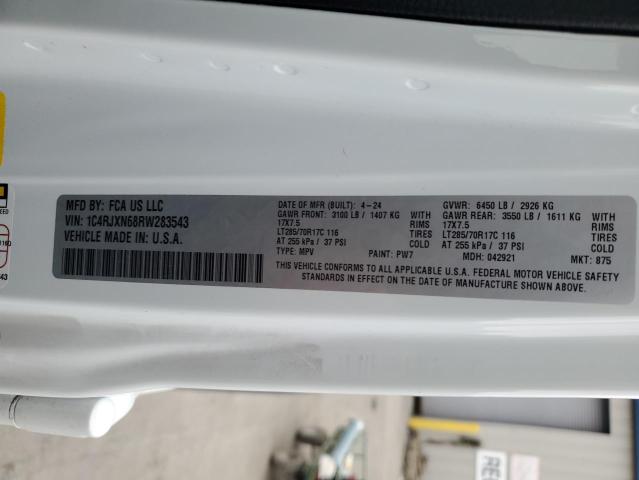 MFD BY: FCA US LLC
VIN: 1C4RJXN68RW283543
VEHICLE MADE IN: U.S.A.
DATE OF MFR (BUILT): 4-24 GVWR: 6450 LB / 2926 KG
GAWR FRONT: 3100 LB / 1407 KG WITH GAWR REAR: 3550 LB / 1611 KG WITH
17X7.5 RIMS 17X7.5 RIMS
LT285/70R17C 116 TIRES LT285/70R17C 116 TIRES
AT 255 kPa / 37 PSI COLD AT 255 kPa / 37 PSI COLD
TYPE: MPV PAINT: PW7 MDH: 042921 MKT: 875
THIS VEHICLE CONFORMS TO ALL APPLICABLE U.S.A. FEDERAL MOTOR VEHICLE SAFETY
STANDARDS IN EFFECT ON THE DATE OF MANUFACTURE SHOWN ABOVE.